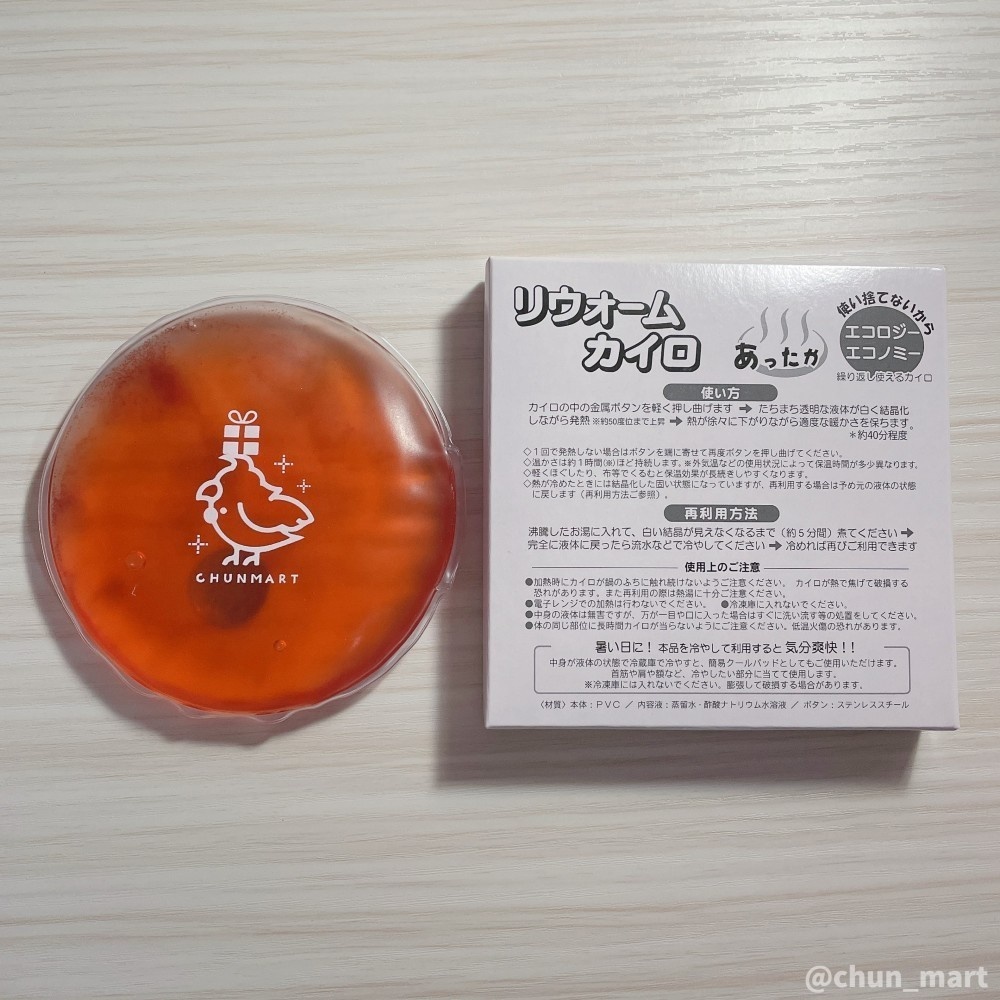 CHUNMART
リウォーム
カイロ
あったか
使い捨てないから
エコロジー
エコノミー
繰り返し使えるカイロ
使い方
カイロの中の金属ボタンを軽く押し曲げます ➡ たちまち透明な液体が白く結晶化
しながら発熱 ※約50度位まで上昇 ➡ 熱が徐々に下がりながら適度な暖かさを保ちます。
*約40分程度
◇1回で発熱しない場合はボタンを端に寄せて再度ボタンを押し曲げてください。
◇温かさは約1時間(※)ほど持続します。※外気温などの使用状況によって保温時間が多少異なります。
◇軽くほぐしたり、布等でくるむと保温効果が長続きしやすくなります。
◇熱が冷めたときには結晶化した固い状態になっていますが、再利用する場合は予め元の液体の状態
に戻します(再利用方法ご参照)。
再利用方法
沸騰したお湯に入れて、白い結晶が見えなくなるまで(約5分間)煮てください➡
完全に液体に戻ったら流水などで冷やしてください ➡ 冷めれば再びご利用できます
使用上のご注意
●加熱時にカイロが鍋のふちに触れ続けないようご注意ください。 カイロが熱で焦げて破損する
恐れがあります。また再利用の際は熱湯に十分ご注意ください。
●電子レンジでの加熱は行わないでください。 ●冷凍庫に入れないでください。
●中身の液体は無害ですが、万が一目や口に入った場合はすぐに洗い流す等の処置をしてください。
●体の同じ部位に長時間カイロが当らないようにご注意ください。低温火傷の恐れがあります。
暑い日に! 本品を冷やして利用すると 気分爽快!!
中身が液体の状態で冷蔵庫で冷やすと、簡易クールパッドとしてもご使用いただけます。
首筋や肩や額など、冷やしたい部分に当てて使用します。
※冷凍庫には入れないでください。膨張して破損する場合があります。
〈材質〉本体:PVC / 内容液:蒸留水・酢酸ナトリウム水溶液 / ボタン:ステンレススチール
@chun_mart